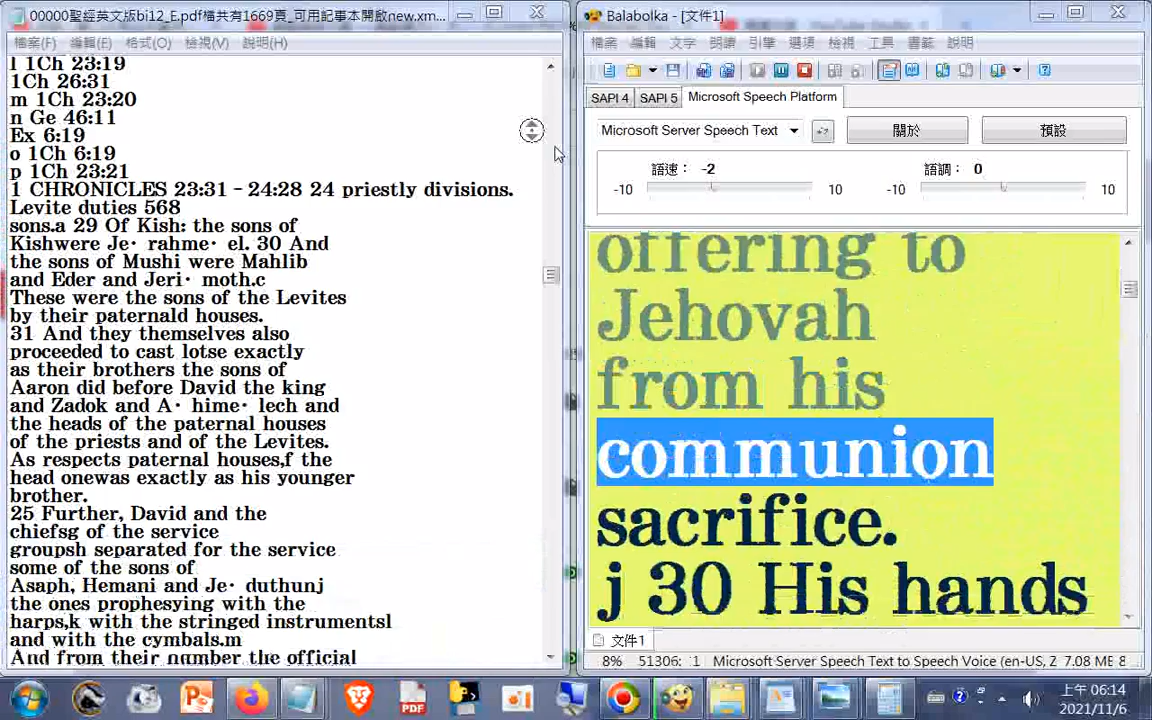 00000聖經英文版bi12_E.pdf檔共有1669頁_可用記事本開啟new.xm...
檔案(F) 編輯(E) 格式(O) 檢視(V) 說明(H)
l 1Ch 23:19
1Ch 26:31
m 1Ch 23:20
n Ge 46:11
Ex 6:19
o 1Ch 6:19
p 1Ch 23:21
1 CHRONICLES 23:31 - 24:28 24 priestly divisions.
Levite duties 568
sons.a 29 Of Kish: the sons of
Kishwere Je· rahme· el. 30 And
the sons of Mushi were Mahlib
and Eder and Jeri· moth.c
These were the sons of the Levites
by their paternald houses.
31 And they themselves also
proceeded to cast lotse exactly
as their brothers the sons of
Aaron did before David the king
and Zadok and A· hime· lech and
the heads of the paternal houses
of the priests and of the Levites.
As respects paternal houses,f the
head onewas exactly as his younger
brother.
25 Further, David and the
chiefsg of the service
groupsh separated for the service
some of the sons of
Asaph, Hemani and Je· duthunj
the ones prophesying with the
harps,k with the stringed instrumentsl
and with the cymbals.m
And from their number the official
Balabolka - [文件1]
檔案 編輯 文字 朗讀 引擎 選項 檢視 工具 書籤 說明
SAPI 4 SAPI 5 Microsoft Speech Platform
Microsoft Server Speech Text 關於 預設
語速： -2 語調： 0
-10 10 -10 10
offering to
Jehovah
from his
communion
sacrifice.
j 30 His hands
文件1
8% 51306: 1 Microsoft Server Speech Text to Speech Voice (en-US, 2 7.08 MB 8
上午 06:14
2021/11/6